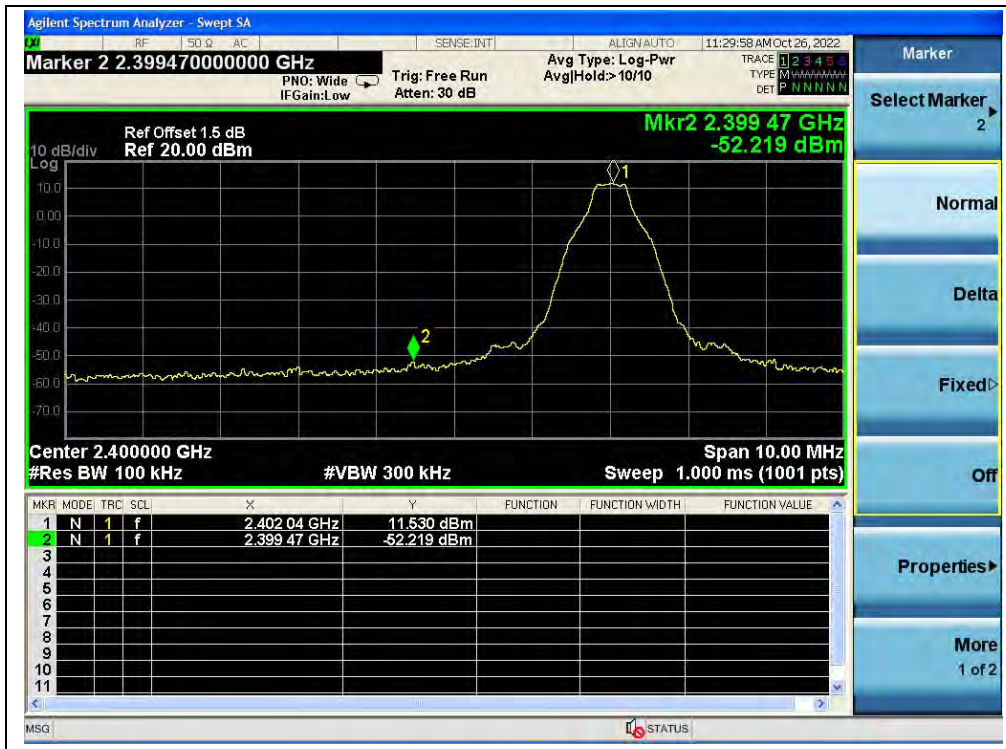 Agilent Spectrum Analyzer - Swept SA
LXI RF 50 Ω AC SENSE:INT ALIGN AUTO 11:29:58 AM Oct 26, 2022
Marker 2 2.399470000000 GHz
PNO: Wide
IFGain:Low
Trig: Free Run
Atten: 30 dB
Avg Type: Log-Pwr
Avg|Hold:>10/10
TRACE 1 2 3 4 5 6
TYPE M
DET P N N N N N
Ref Offset 1.5 dB
10 dB/div Ref 20.00 dBm
Log
Mkr2 2.399 47 GHz
-52.219 dBm
10.0
0.00
-10.0
-20.0
-30.0
-40.0
-50.0
-60.0
-70.0
1
2
Center 2.400000 GHz Span 10.00 MHz
#Res BW 100 kHz #VBW 300 kHz Sweep 1.000 ms (1001 pts)
MKR MODE TRC SCL X Y FUNCTION FUNCTION WIDTH FUNCTION VALUE
1 N 1 f 2.402 04 GHz 11.530 dBm
2 N 1 f 2.399 47 GHz -52.219 dBm
3
4
5
6
7
8
9
10
11
MSG STATUS
Marker
Select Marker
2
Normal
Delta
Fixed
Off
Properties
More
1 of 2